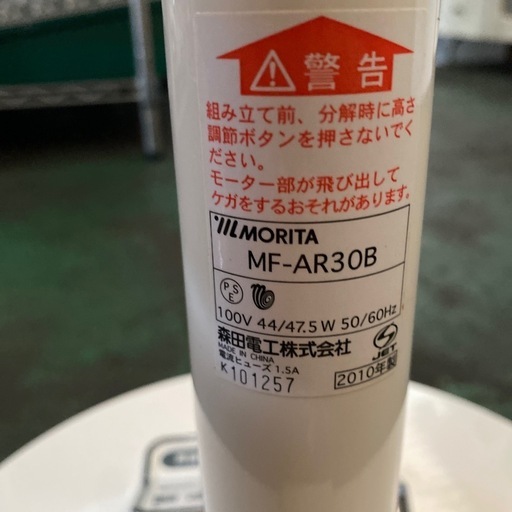 警告
組み立て前、分解時に高さ
調節ボタンを押さないでく
ださい。
モーター部が飛び出して
ケガをするおそれがあります。
MORITA
MF-AR30B
PSE
100V 44/47.5W 50/60Hz
森田電工株式会社
MADE IN CHINA
電流ヒューズ 1.5A
K101257
JET
2010年製